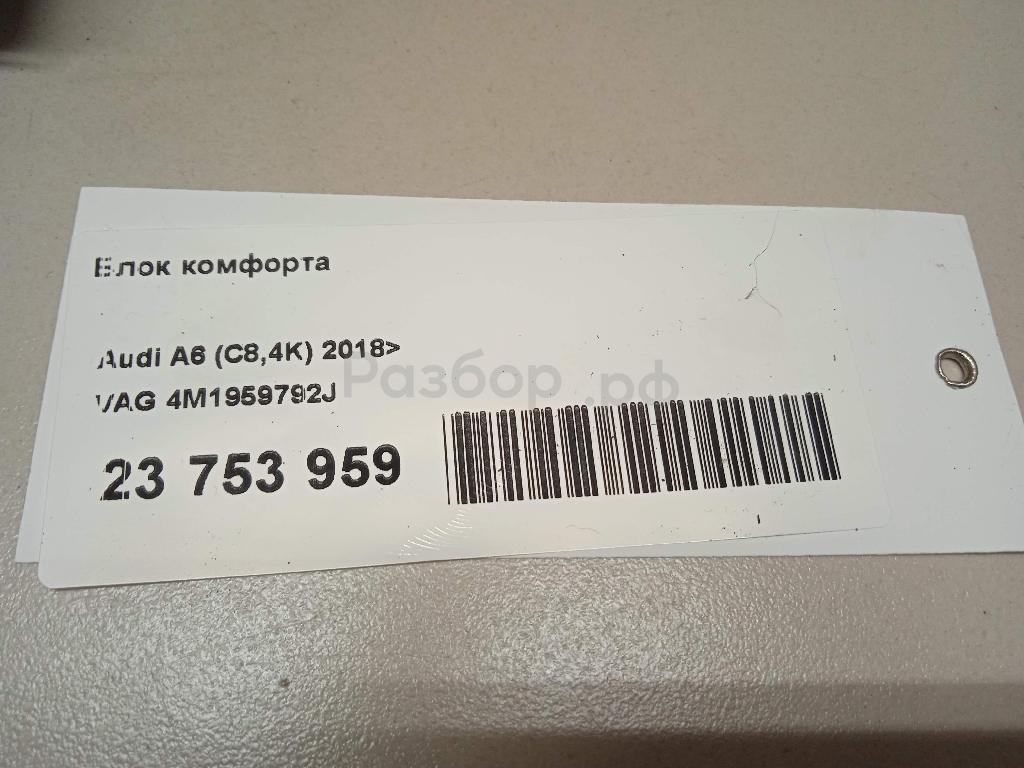 Блок комфорта
Audi A6 (C8,4K) 2018>
VAG 4M1959792J
23 753 959
Разбор.рф